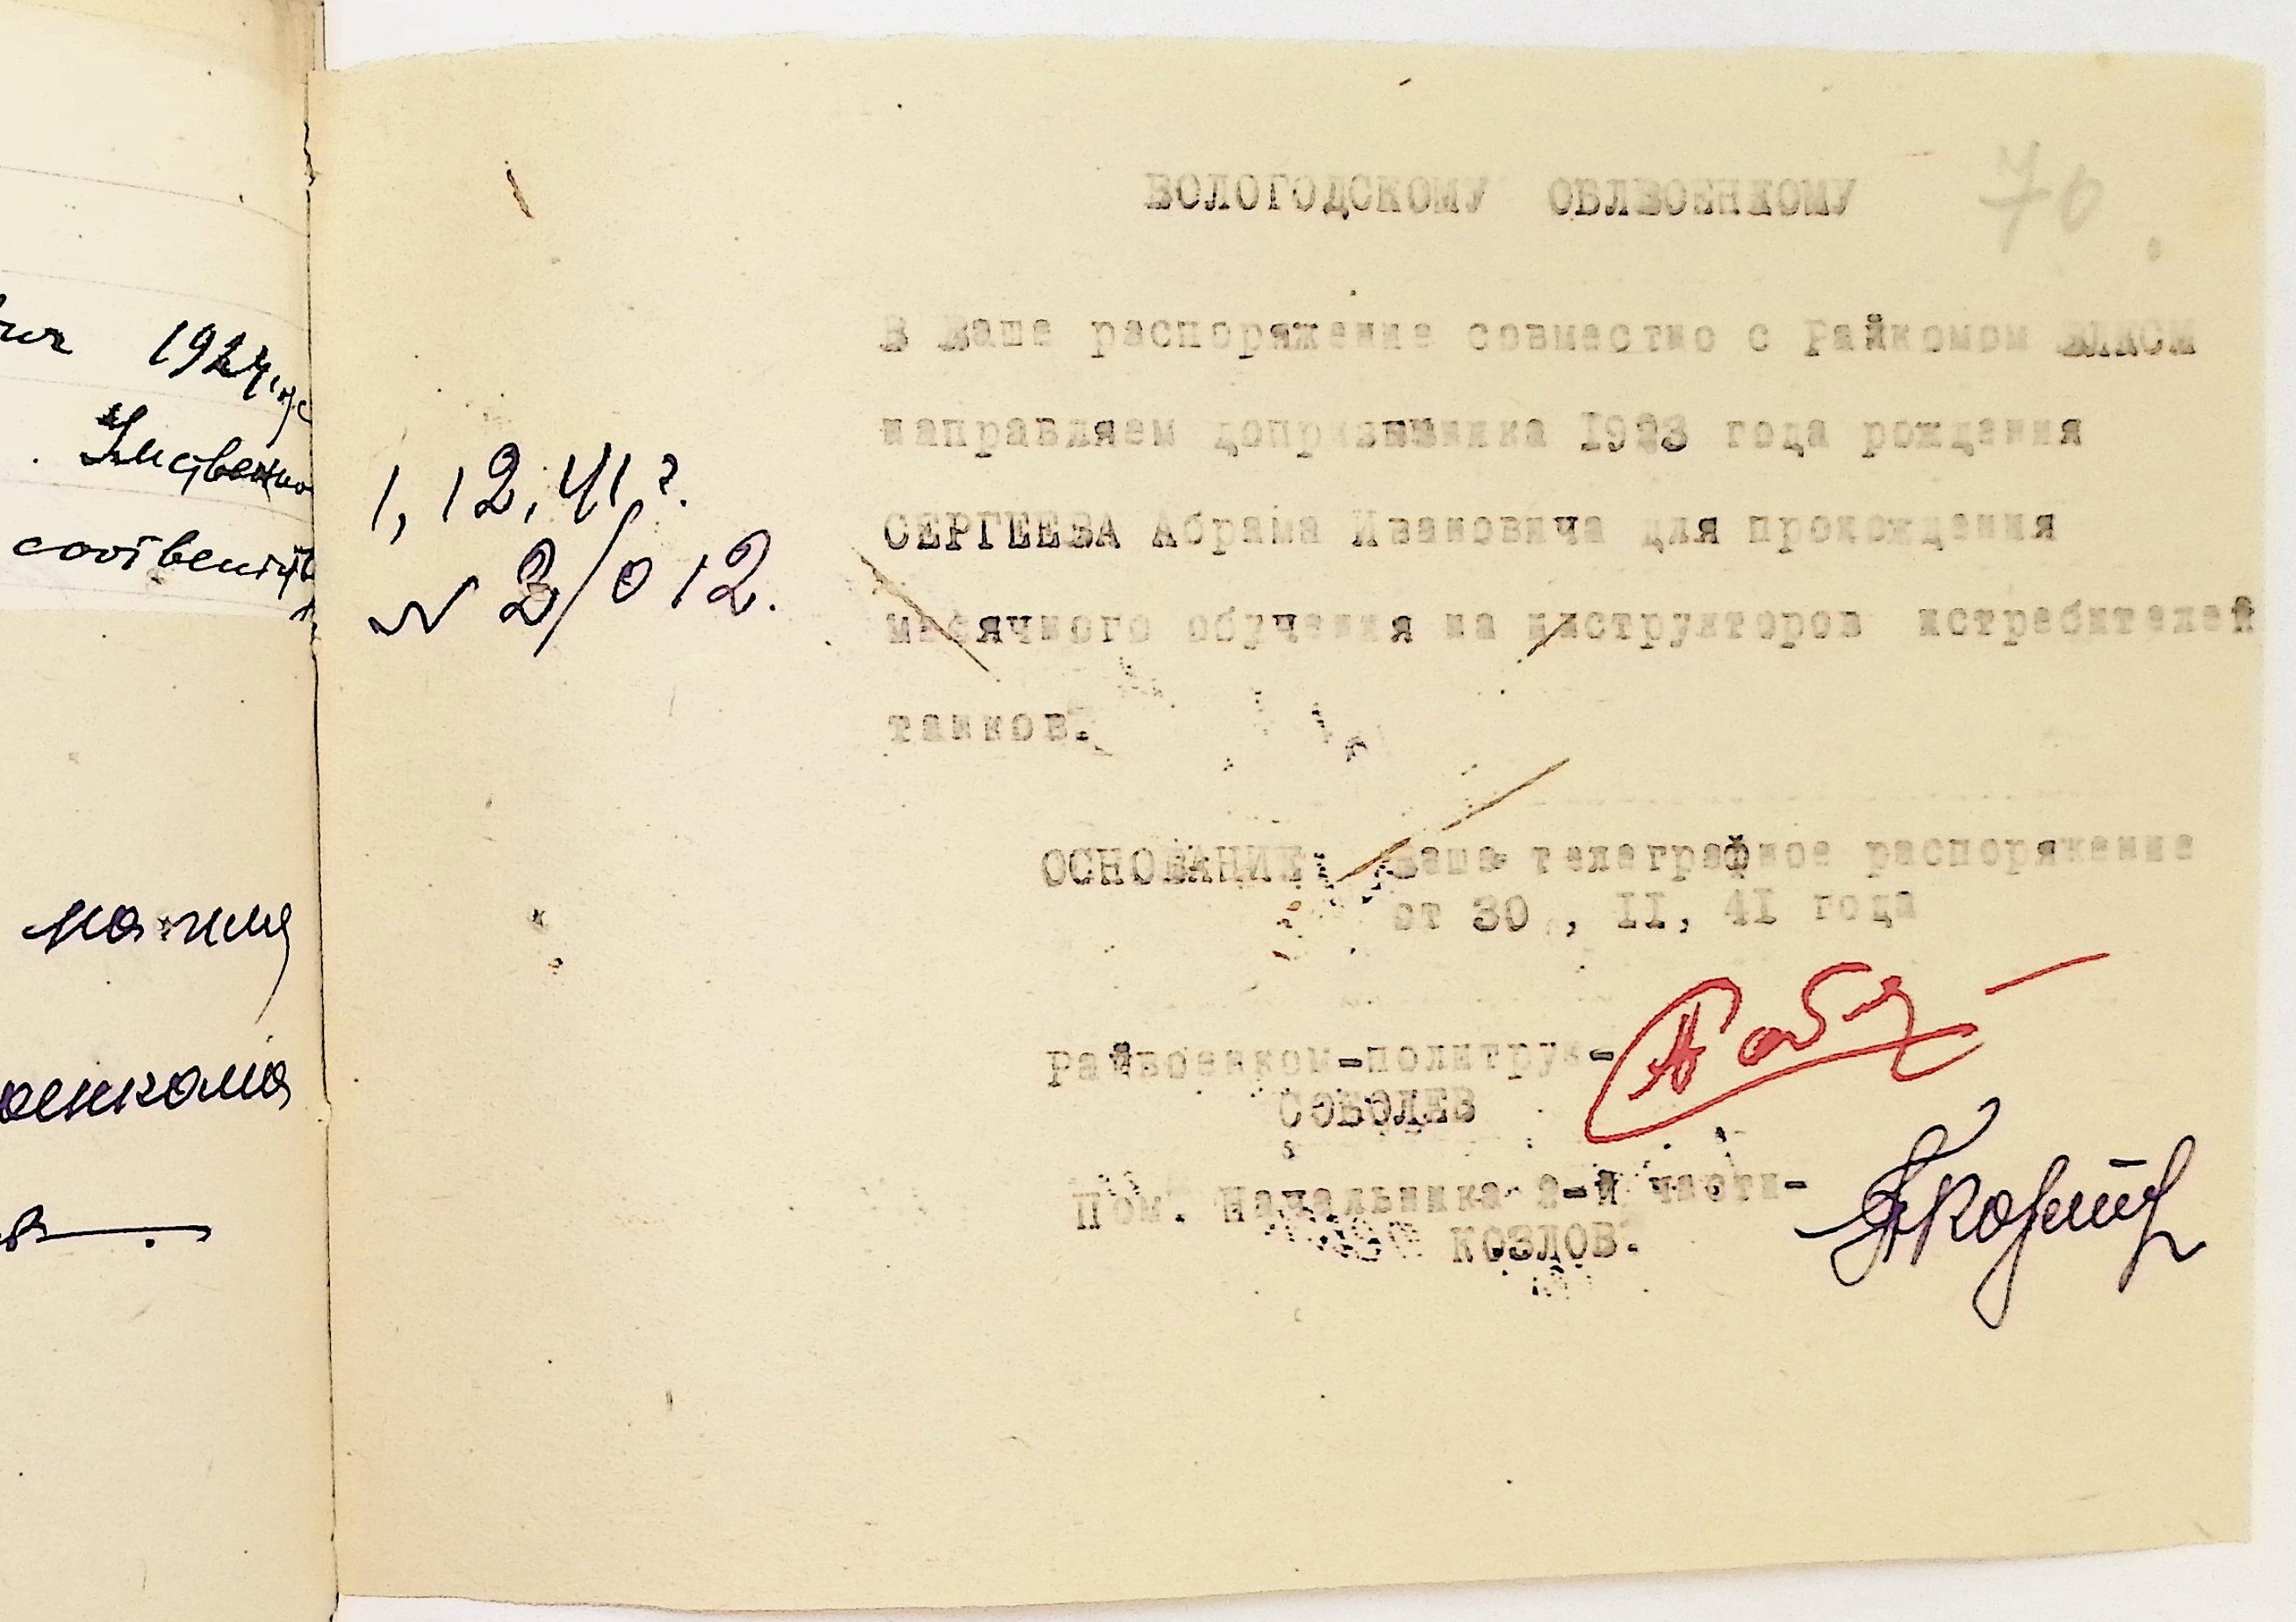 1924
соотвенств
ВОЛОГОДСКОМУ ОБЛВОЕНКОМУ
70
В Ваше распоряжение совместно с Райкомом ВЛКСМ
направляем допризывника 1923 года рождения
1, 12, 41 г.
СЕРГЕЕВА Абрама Ивановича для прохождения
№ 2/012.
месячного обучения на инструкторов истребителей
танков.
ОСНОВАНИЕ: Ваше телеграфное распоряжение
от 30, II, 4I года
Райвоенком-политрук-
СОБОЛЕВ
Пом. Начальника 2-й части-
КОЗЛОВ.